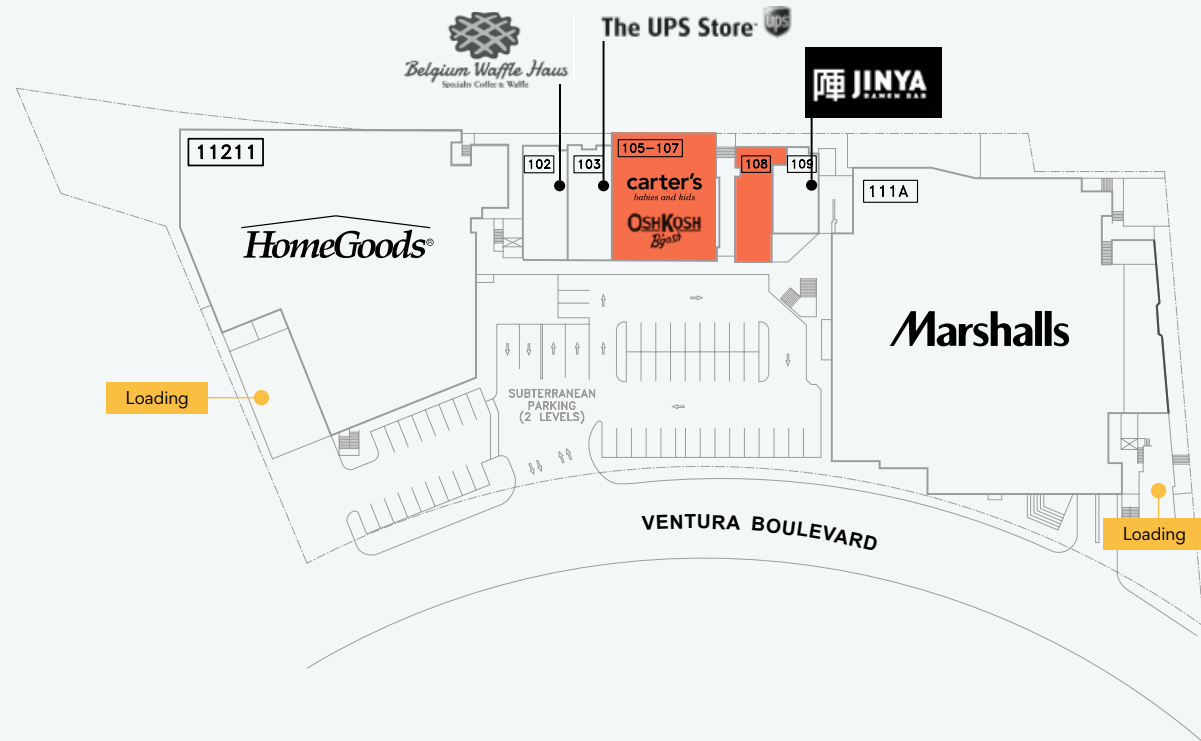 Belgium Waffle Haus
Specialty Coffee & Waffle
The UPS Store
ups
陣 JINYA
RAMEN BAR
11211
HomeGoods®
102
103
105-107
carter's
babies and kids
OSHKOSH
B'gosh
108
109
111A
Marshalls
Loading
SUBTERRANEAN
PARKING
(2 LEVELS)
VENTURA BOULEVARD
Loading